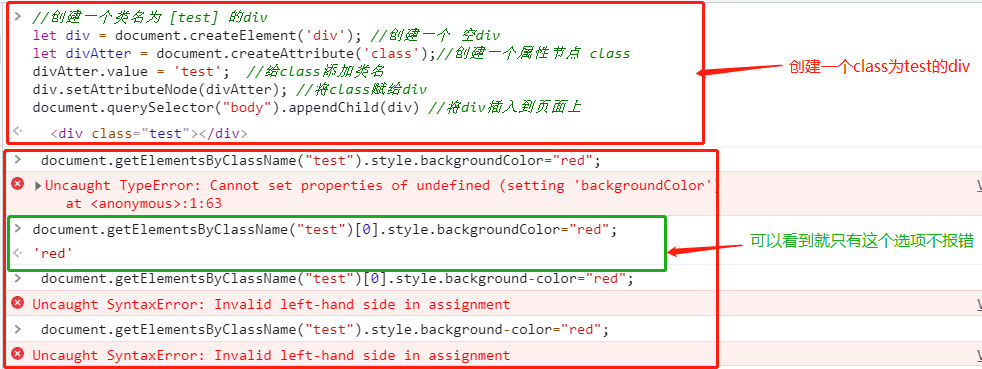 //创建一个类名为 [test] 的div
let div = document.createElement('div'); //创建一个 空div
let divAtter = document.createAttribute('class');//创建一个属性节点 class
divAtter.value = 'test';  //给class添加类名
div.setAttributeNode(divAtter); //将class赋给div
document.querySelector("body").appendChild(div) //将div插入到页面上
<div class="test"></div>
创建一个class为test的div
document.getElementsByClassName("test").style.backgroundColor="red";
Uncaught TypeError: Cannot set properties of undefined (setting 'backgroundColor')
at <anonymous>:1:63
document.getElementsByClassName("test")[0].style.backgroundColor="red";
'red'
可以看到就只有这个选项不报错
document.getElementsByClassName("test")[0].style.background-color="red";
Uncaught SyntaxError: Invalid left-hand side in assignment
document.getElementsByClassName("test").style.background-color="red";
Uncaught SyntaxError: Invalid left-hand side in assignment